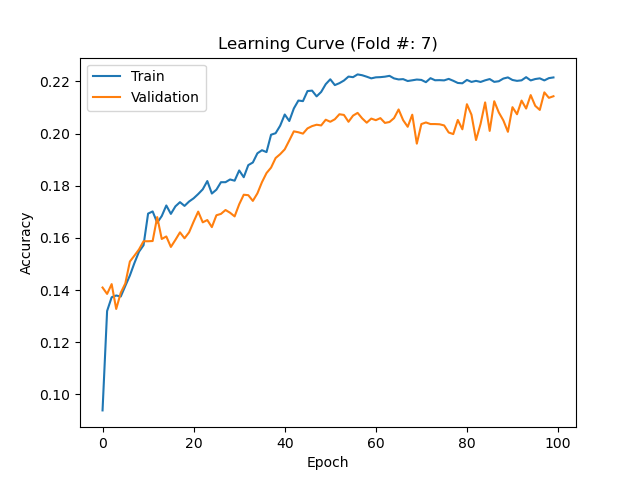 Learning Curve (Fold #: 7)
Train
Validation
0.22
0.20
0.18
0.16
0.14
0.12
0.10
Accuracy
0 20 40 60 80 100
Epoch